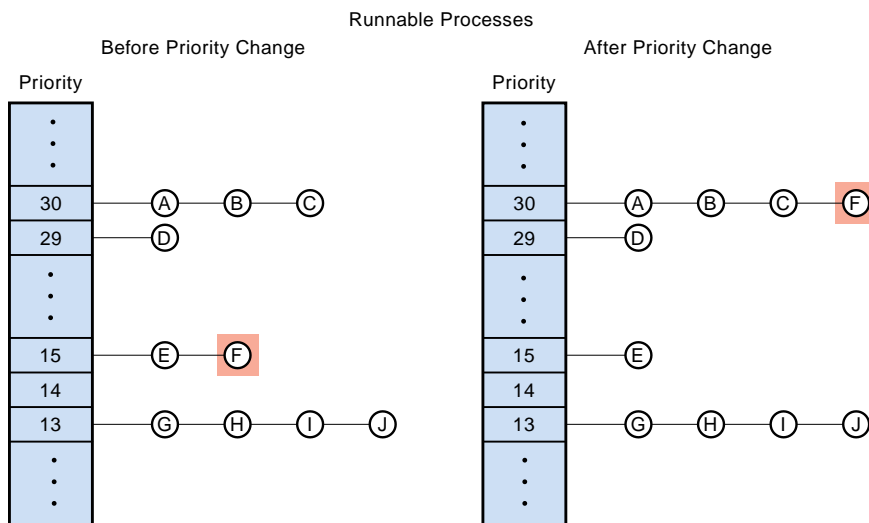 Runnable Processes
Before Priority Change
Priority
30 A B C
29 D
15 E F
14
13 G H I J
After Priority Change
Priority
30 A B C F
29 D
15 E
14
13 G H I J